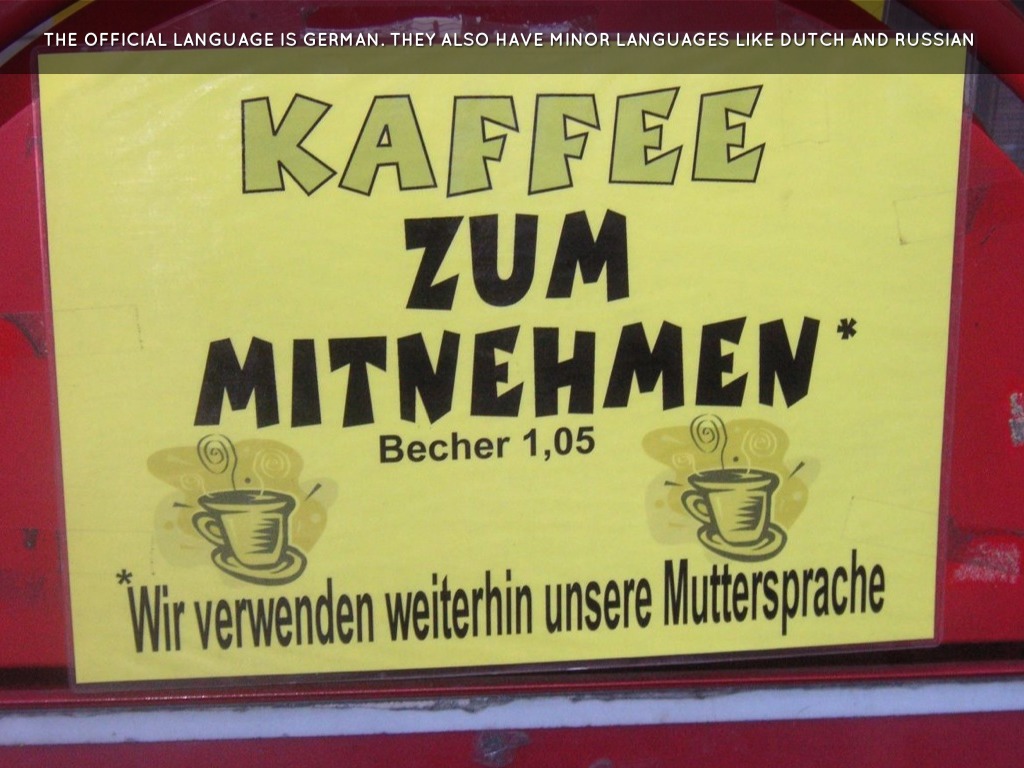 THE OFFICIAL LANGUAGE IS GERMAN. THEY ALSO HAVE MINOR LANGUAGES LIKE DUTCH AND RUSSIAN
KAFFEE
ZUM
MITNEHMEN*
Becher 1,05
*Wir verwenden weiterhin unsere Muttersprache